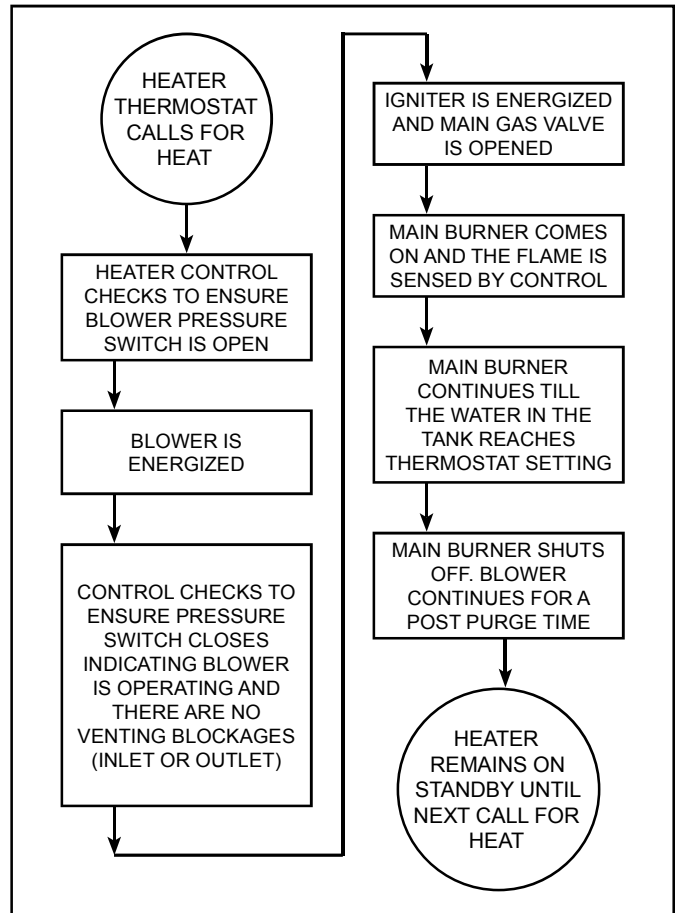 HEATER
THERMOSTAT
CALLS FOR
HEAT
HEATER CONTROL
CHECKS TO ENSURE
BLOWER PRESSURE
SWITCH IS OPEN
BLOWER IS
ENERGIZED
CONTROL CHECKS TO
ENSURE PRESSURE
SWITCH CLOSES
INDICATING BLOWER
IS OPERATING AND
THERE ARE NO
VENTING BLOCKAGES
(INLET OR OUTLET)
IGNITER IS ENERGIZED
AND MAIN GAS VALVE
IS OPENED
MAIN BURNER COMES
ON AND THE FLAME IS
SENSED BY CONTROL
MAIN BURNER
CONTINUES TILL
THE WATER IN THE
TANK REACHES
THERMOSTAT SETTING
MAIN BURNER SHUTS
OFF. BLOWER
CONTINUES FOR A
POST PURGE TIME
HEATER
REMAINS ON
STANDBY UNTIL
NEXT CALL FOR
HEAT